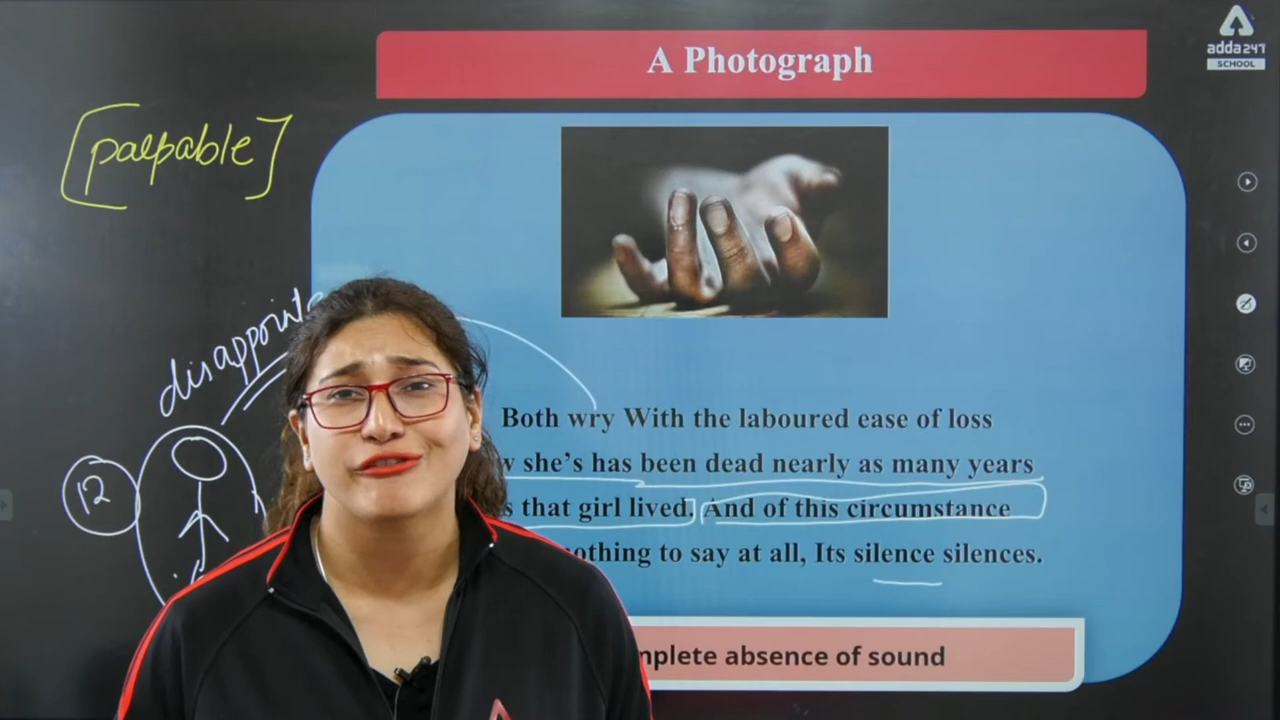 A Photograph
adda247
SCHOOL
[palpable]
disappointe
12
Both wry With the laboured ease of loss
she's has been dead nearly as many years
s that girl lived. And of this circumstance
nothing to say at all, Its silence silences.
mplete absence of sound